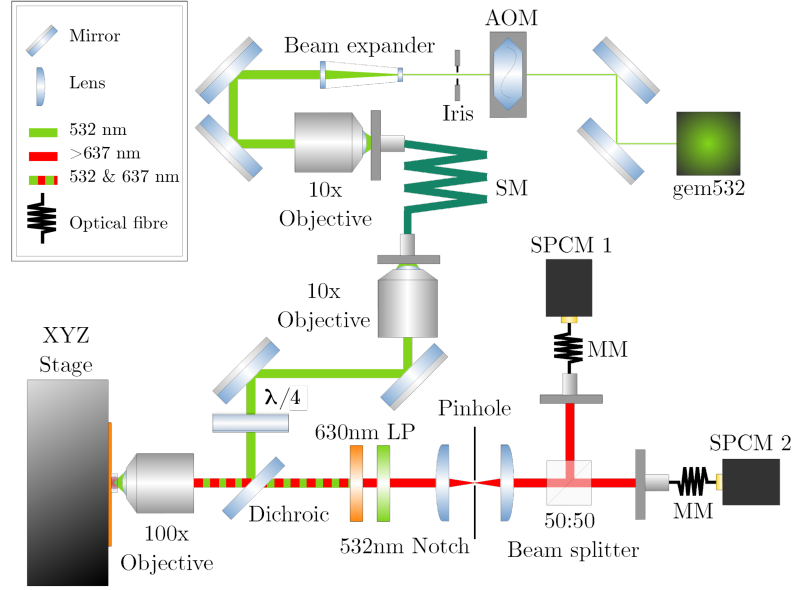 Mirror
Lens
532 nm
>637 nm
532 & 637 nm
Optical fibre
Beam expander
AOM
Iris
gem532
10x
Objective
SM
10x
Objective
SPCM 1
MM
XYZ
Stage
λ/4
630nm LP
Pinhole
SPCM 2
Dichroic
100x
Objective
532nm Notch
50:50
Beam splitter
MM